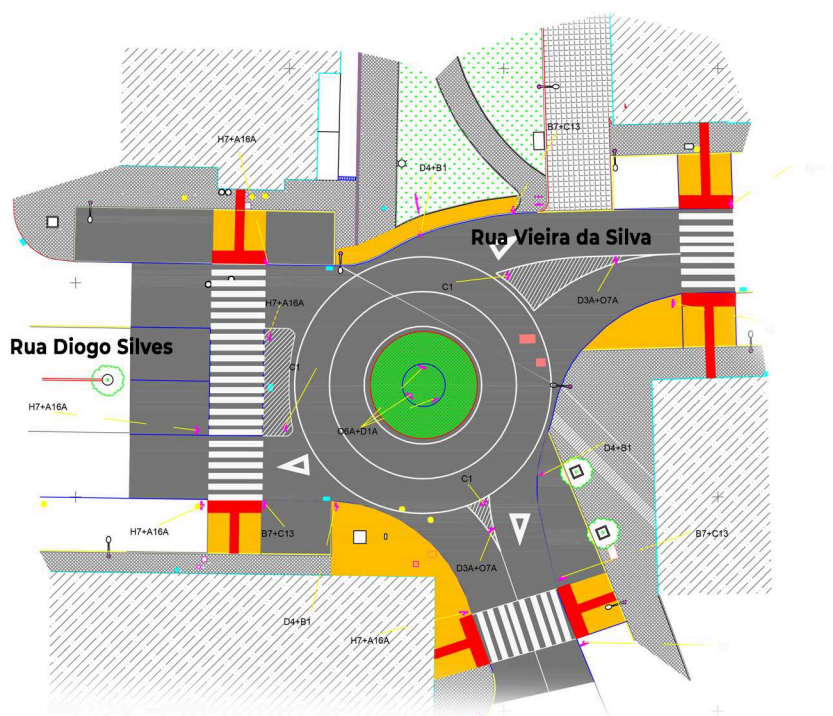 H7+A16A
B7+C13
D4+B1
Rua Vieira da Silva
C1
D3A+O7A
H7+A16A
Rua Diogo Silves
C1
H7+A16A
O6A+D1A
D4+B1
C1
H7+A16A
B7+C13
B7+C13
D3A+O7A
D4+B1
H7+A16A